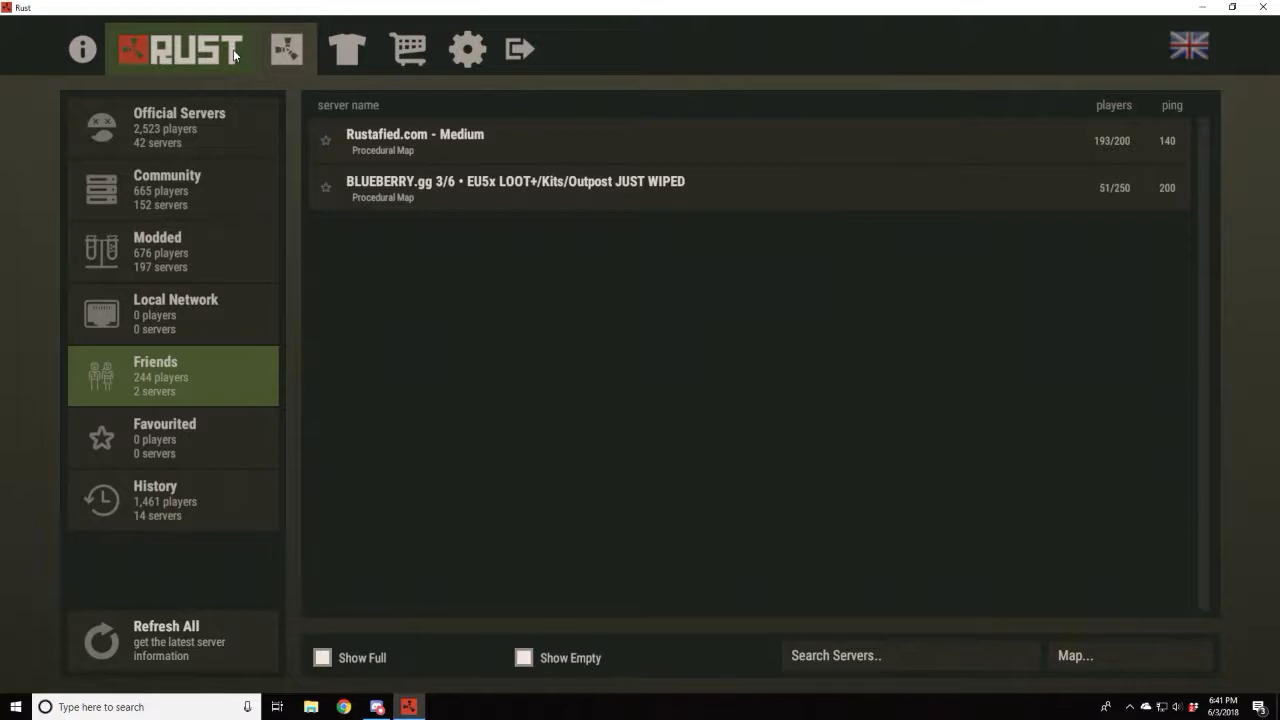 Rust
RUST
Official Servers
2,523 players
42 servers
Community
665 players
152 servers
Modded
676 players
197 servers
Local Network
0 players
0 servers
Friends
244 players
2 servers
Favourited
0 players
0 servers
History
1,461 players
14 servers
Refresh All
get the latest server
information
server name players ping
Rustafied.com - Medium
Procedural Map
193/200 140
BLUEBERRY.gg 3/6 • EU5x LOOT+/Kits/Outpost JUST WIPED
Procedural Map
51/250 200
Show Full Show Empty Search Servers.. Map...
Type here to search
6:41 PM
6/3/2018
3